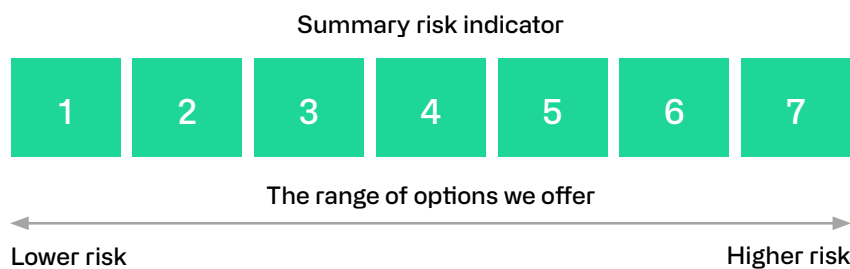 Summary risk indicator
1 2 3 4 5 6 7
The range of options we offer
Lower risk Higher risk